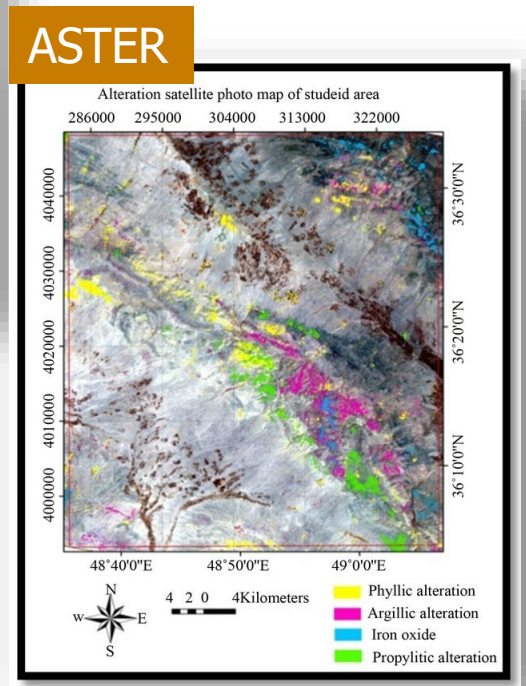 ASTER
Alteration satellite photo map of studeid area
286000 295000 304000 313000 322000
4040000
4030000
4020000
4010000
4000000
36°30'0"N
36°20'0"N
36°10'0"N
48°40'0"E 48°50'0"E 49°0'0"E
N
W E
S
4 2 0 4Kilometers
Phyllic alteration
Argillic alteration
Iron oxide
Propylitic alteration